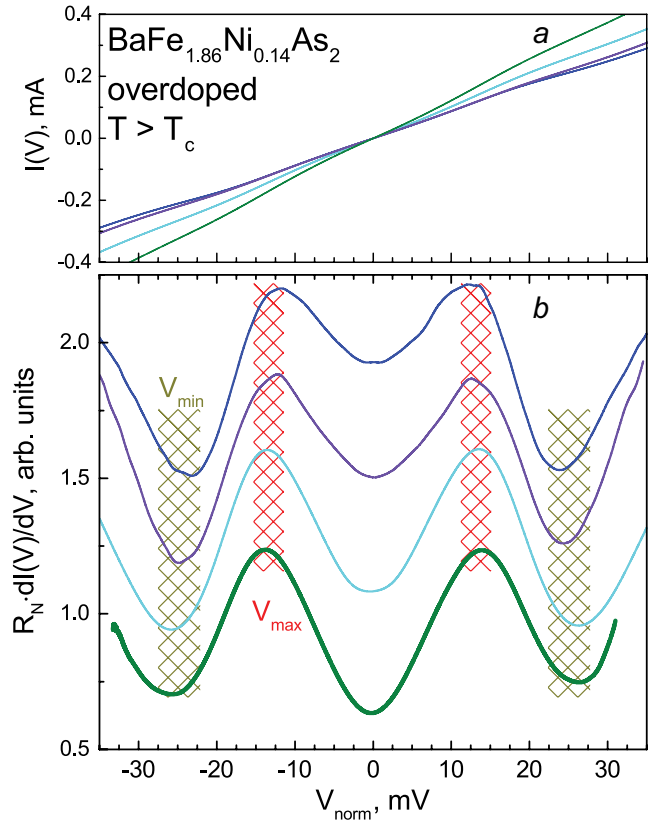 BaFe1.86Ni0.14As2
overdoped
T > Tc
a
I(V), mA
0.4
0.2
0.0
-0.2
-0.4
b
Vmin
Vmax
RN·dI(V)/dV, arb. units
2.0
1.5
1.0
0.5
-30 -20 -10 0 10 20 30
Vnorm, mV